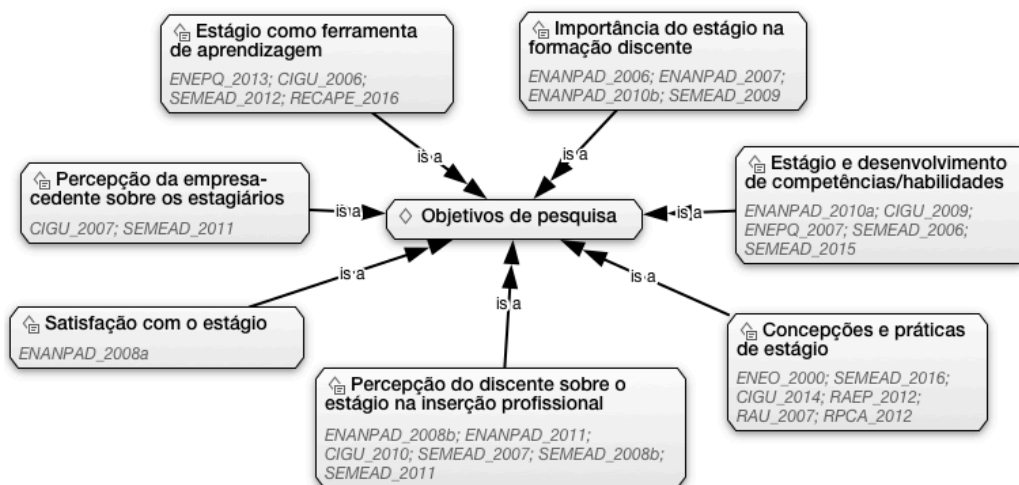 Estágio como ferramenta
de aprendizagem
ENEPQ_2013; CIGU_2006;
SEMEAD_2012; RECAPE_2016
Importância do estágio na
formação discente
ENANPAD_2006; ENANPAD_2007;
ENANPAD_2010b; SEMEAD_2009
is a
is a
Percepção da empresa-
cedente sobre os estagiários
CIGU_2007; SEMEAD_2011
is a
Objetivos de pesquisa
is a
Estágio e desenvolvimento
de competências/habilidades
ENANPAD_2010a; CIGU_2009;
ENEPQ_2007; SEMEAD_2006;
SEMEAD_2015
is a
is a
is a
Satisfação com o estágio
ENANPAD_2008a
Percepção do discente sobre o
estágio na inserção profissional
ENANPAD_2008b; ENANPAD_2011;
CIGU_2010; SEMEAD_2007; SEMEAD_2008b;
SEMEAD_2011
Concepções e práticas
de estágio
ENEO_2000; SEMEAD_2016;
CIGU_2014; RAEP_2012;
RAU_2007; RPCA_2012